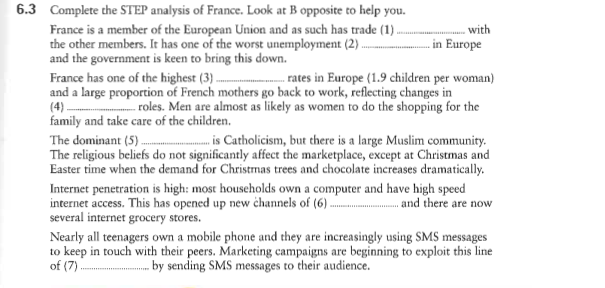 6.3 Complete the STEP analysis of France. Look at B opposite to help you.
France is a member of the European Union and as such has trade (1) ........................ with
the other members. It has one of the worst unemployment (2) ........................ in Europe
and the government is keen to bring this down.
France has one of the highest (3) ........................ rates in Europe (1.9 children per woman)
and a large proportion of French mothers go back to work, reflecting changes in
(4) ........................ roles. Men are almost as likely as women to do the shopping for the
family and take care of the children.
The dominant (5) ........................ is Catholicism, but there is a large Muslim community.
The religious beliefs do not significantly affect the marketplace, except at Christmas and
Easter time when the demand for Christmas trees and chocolate increases dramatically.
Internet penetration is high: most households own a computer and have high speed
internet access. This has opened up new channels of (6) ........................ and there are now
several internet grocery stores.
Nearly all teenagers own a mobile phone and they are increasingly using SMS messages
to keep in touch with their peers. Marketing campaigns are beginning to exploit this line
of (7) ........................ by sending SMS messages to their audience.